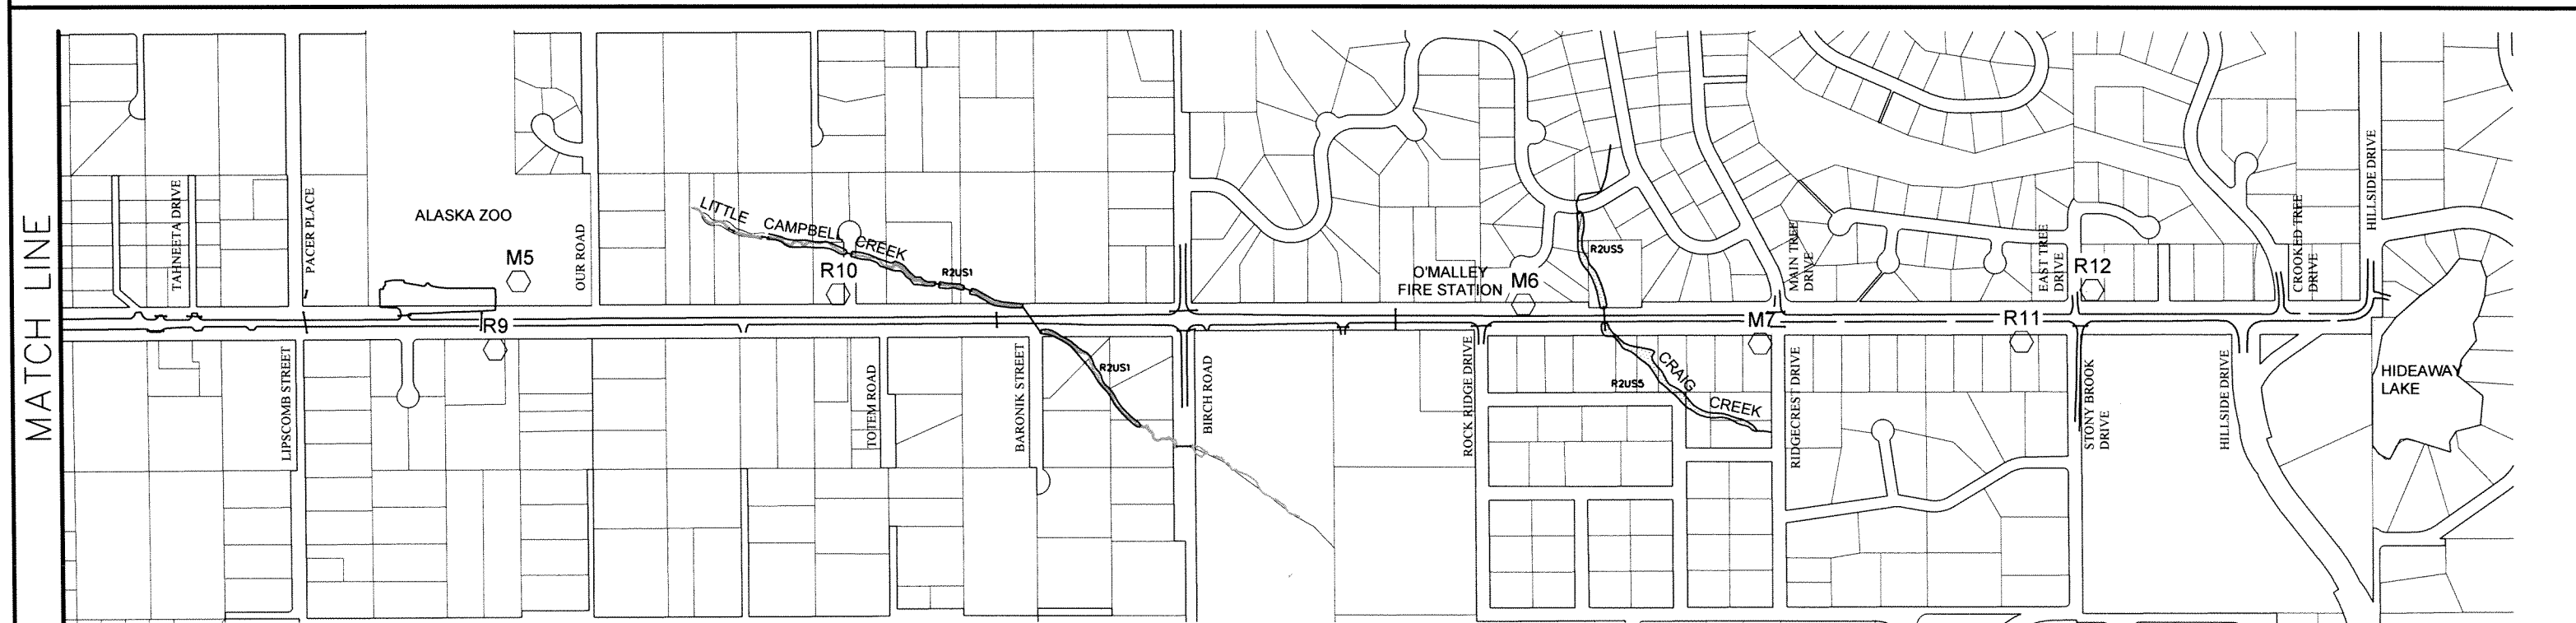 MATCH LINE
TAHNEETA DRIVE
PACER PLACE
ALASKA ZOO
M5
OUR ROAD
LITTLE CAMPBELL CREEK
R10
R2US1
O'MALLEY
FIRE STATION
M6
R2US5
MAIN TREE
DRIVE
EAST TREE
DRIVE
R12
CROOKED TREE
DRIVE
HILLSIDE DRIVE
R9
M7
R11
LIPSCOMB STREET
TOTEM ROAD
BARONIK STREET
R2US1
BIRCH ROAD
ROCK RIDGE DRIVE
R2US5
CRAIG
CREEK
RIDGECREST DRIVE
STONY BROOK
DRIVE
HILLSIDE DRIVE
HIDEAWAY
LAKE